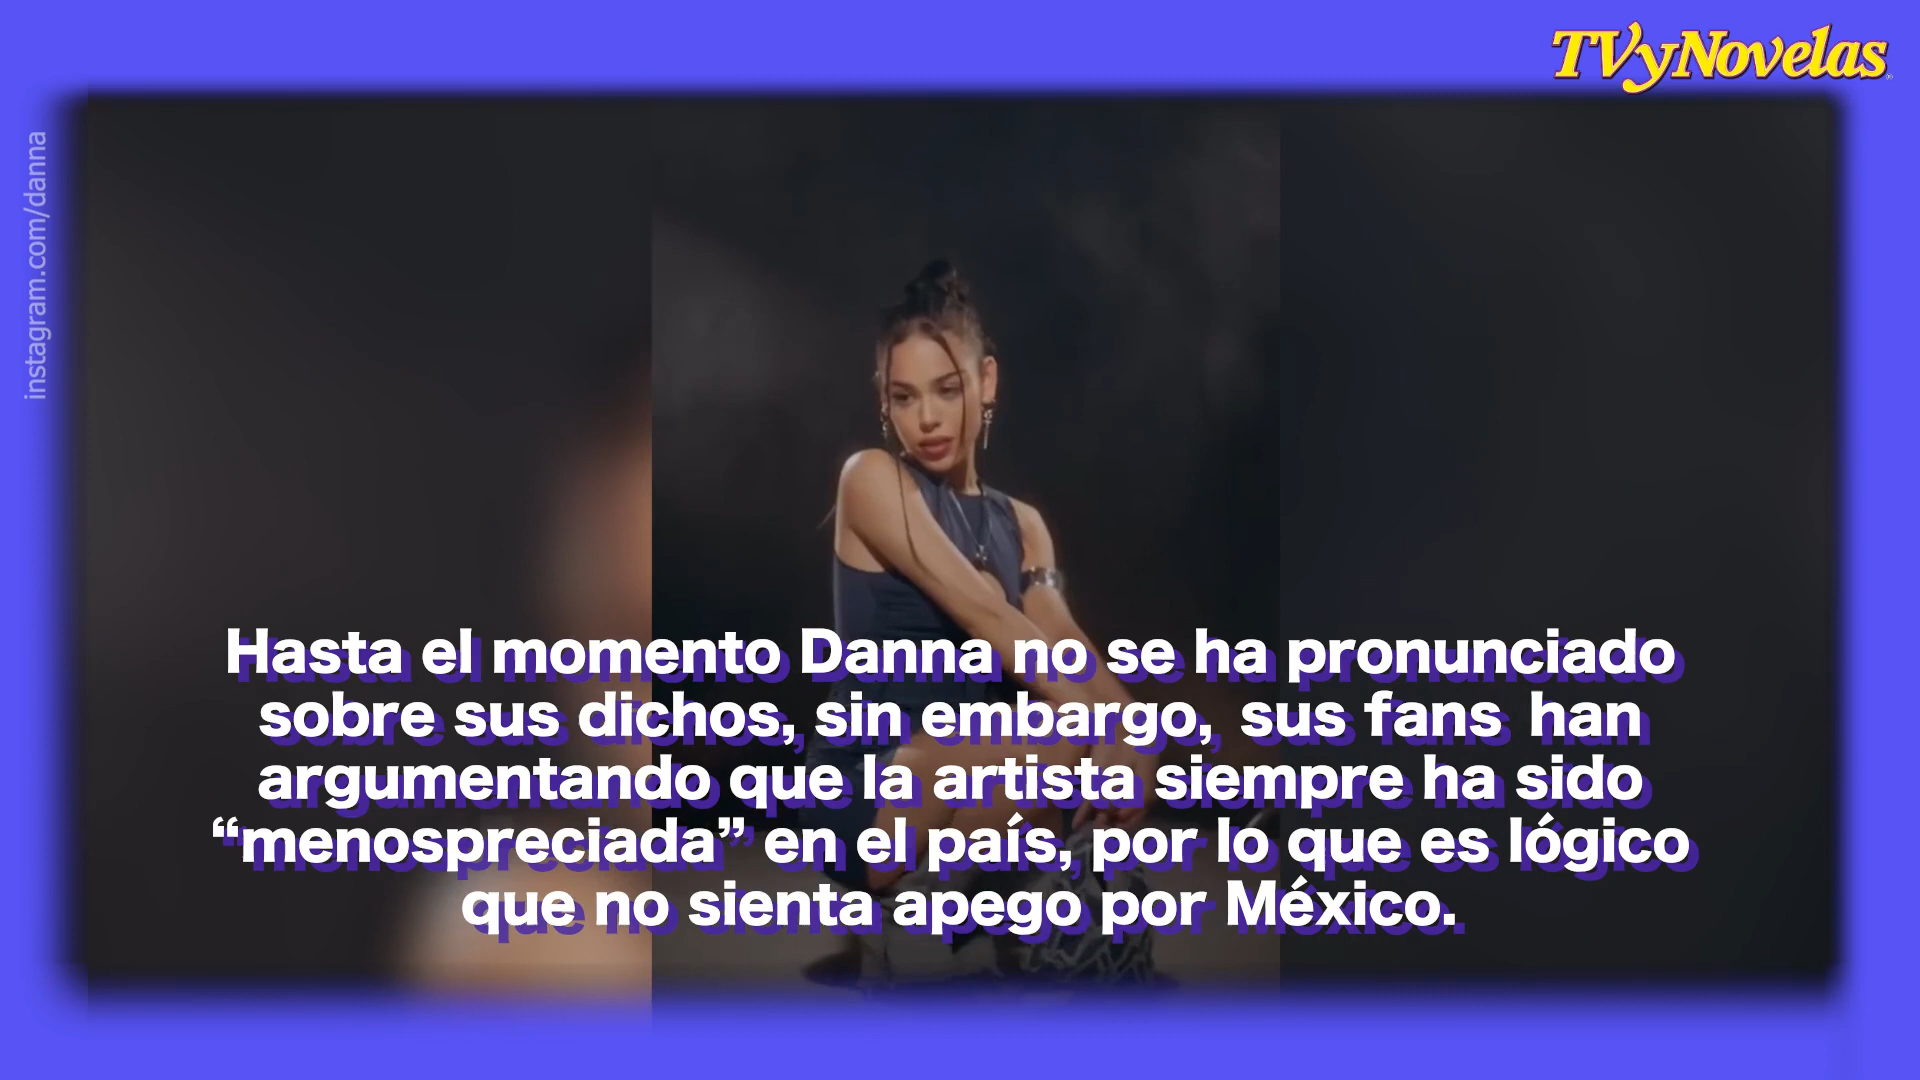 TVyNovelas
instagram.com/danna
Hasta el momento Danna no se ha pronunciado
sobre sus dichos, sin embargo, sus fans han
argumentando que la artista siempre ha sido
“menospreciada” en el país, por lo que es lógico
que no sienta apego por México.